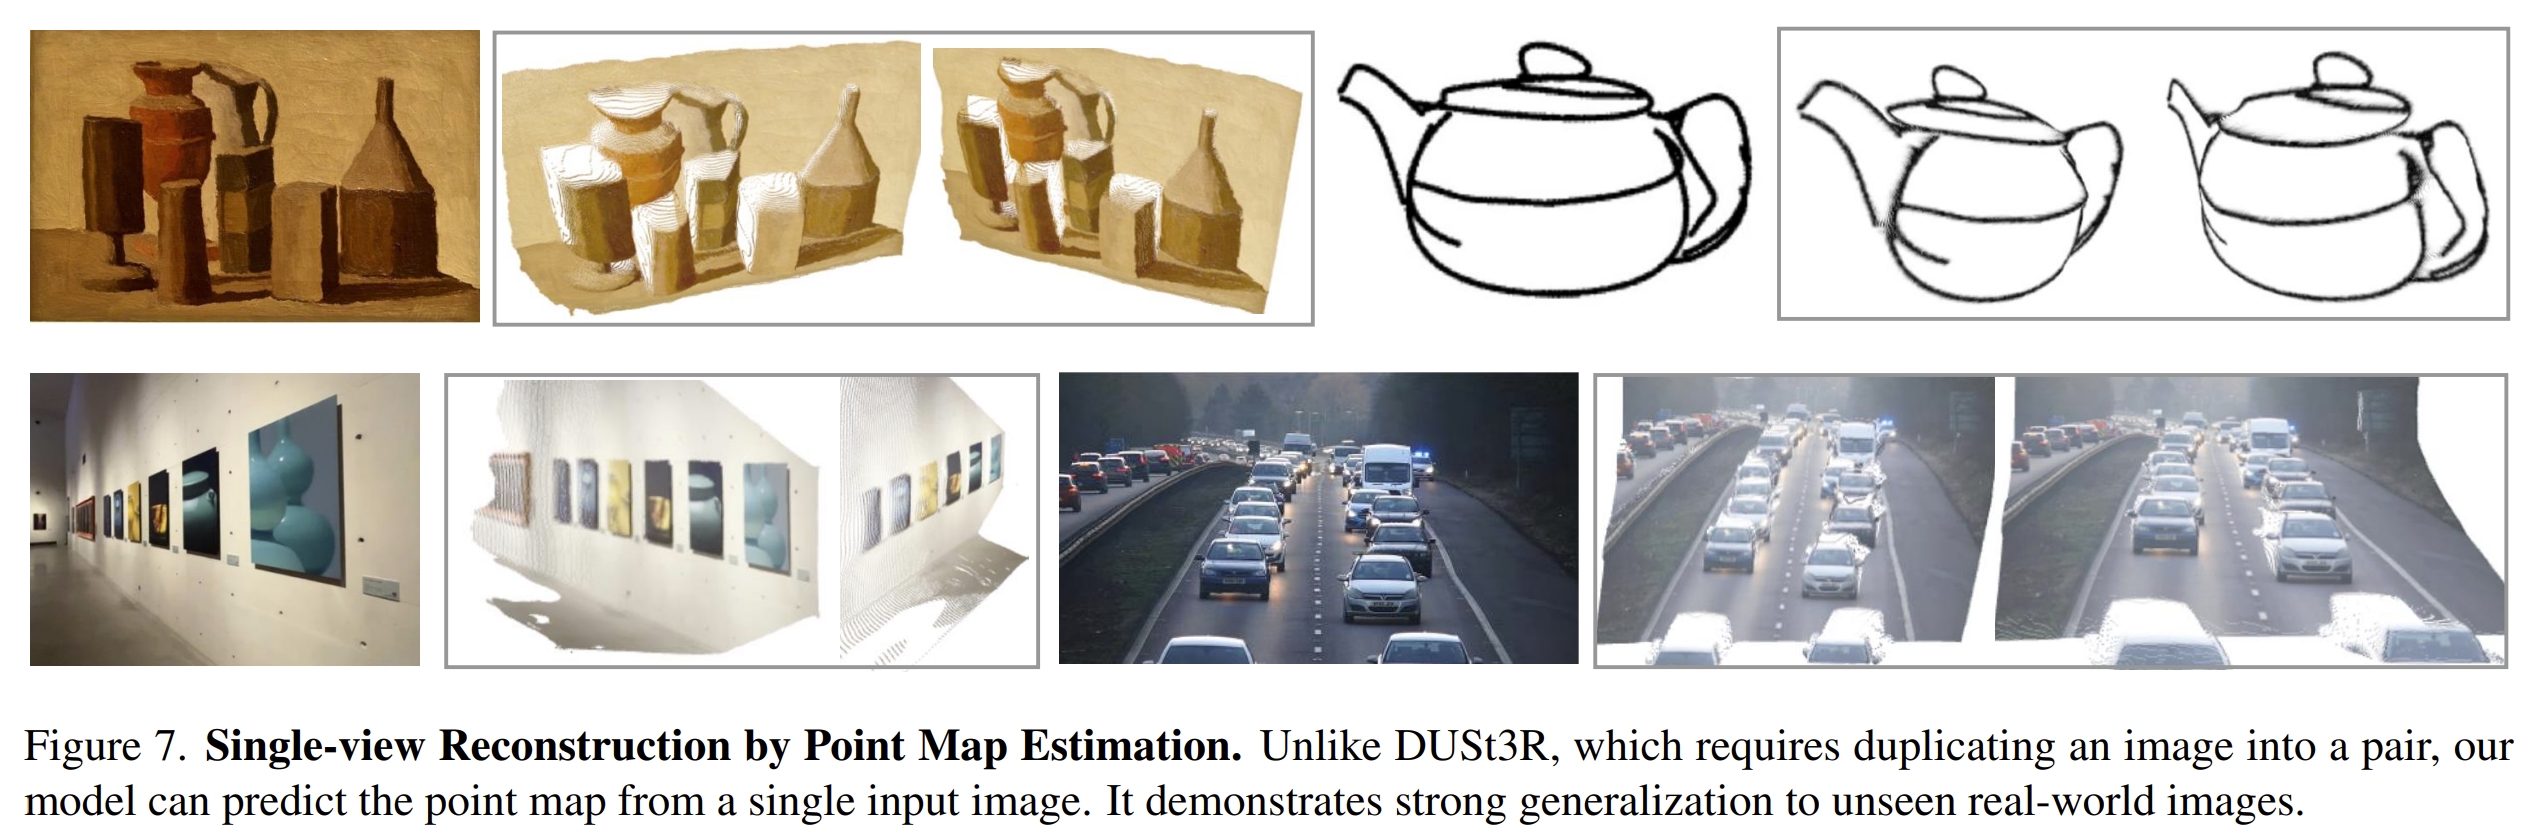 Figure 7. Single-view Reconstruction by Point Map Estimation. Unlike DUSt3R, which requires duplicating an image into a pair, our
model can predict the point map from a single input image. It demonstrates strong generalization to unseen real-world images.